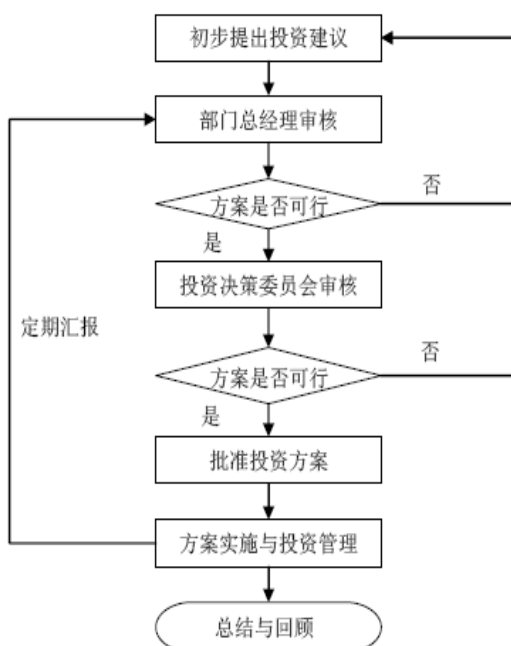 初步提出投资建议
部门总经理审核
方案是否可行
否
是
投资决策委员会审核
定期汇报
方案是否可行
否
是
批准投资方案
方案实施与投资管理
总结与回顾